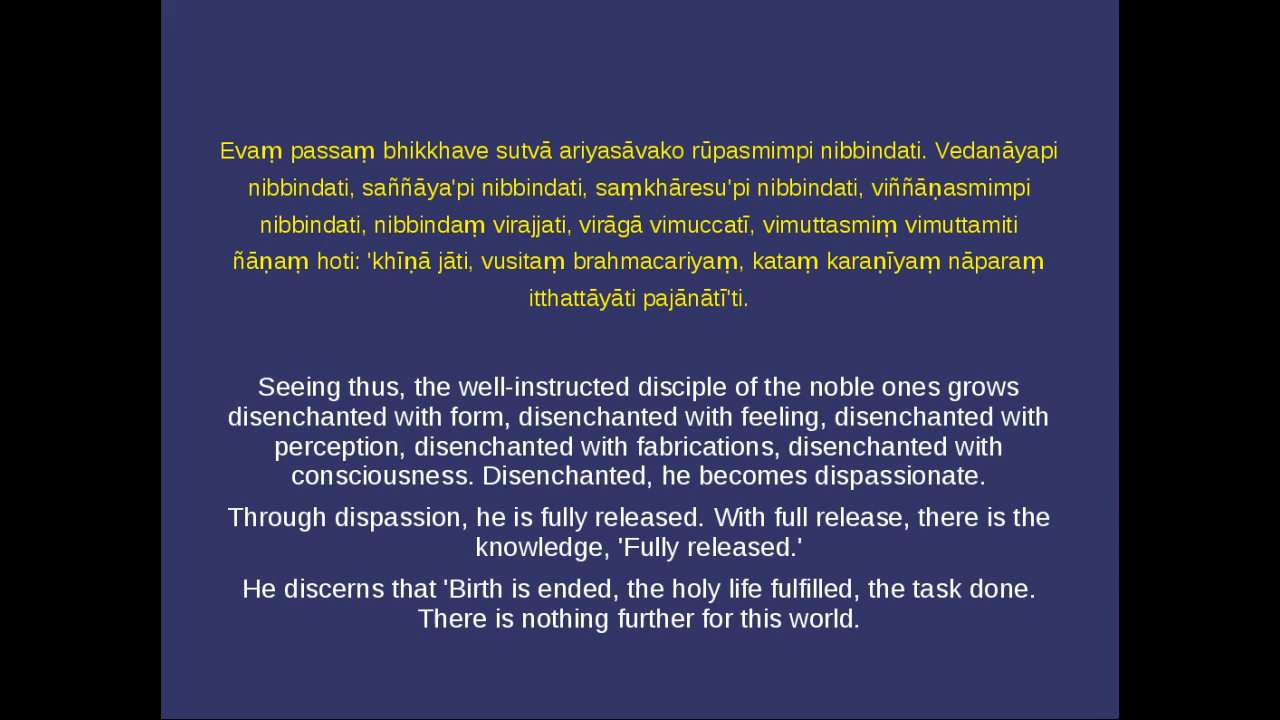 Evaṃ passaṃ bhikkhave sutvā ariyasāvako rūpasmimpi nibbindati. Vedanāyapi
nibbindati, saññāya'pi nibbindati, saṃkhāresu'pi nibbindati, viññāṇasmimpi
nibbindati, nibbindaṃ virajjati, virāgā vimuccatī, vimuttasmiṃ vimuttamiti
ñāṇaṃ hoti: 'khīṇā jāti, vusitaṃ brahmacariyaṃ, kataṃ karaṇīyaṃ nāparaṃ
itthattāyāti pajānātī'ti.
Seeing thus, the well-instructed disciple of the noble ones grows
disenchanted with form, disenchanted with feeling, disenchanted with
perception, disenchanted with fabrications, disenchanted with
consciousness. Disenchanted, he becomes dispassionate.
Through dispassion, he is fully released. With full release, there is the
knowledge, 'Fully released.'
He discerns that 'Birth is ended, the holy life fulfilled, the task done.
There is nothing further for this world.